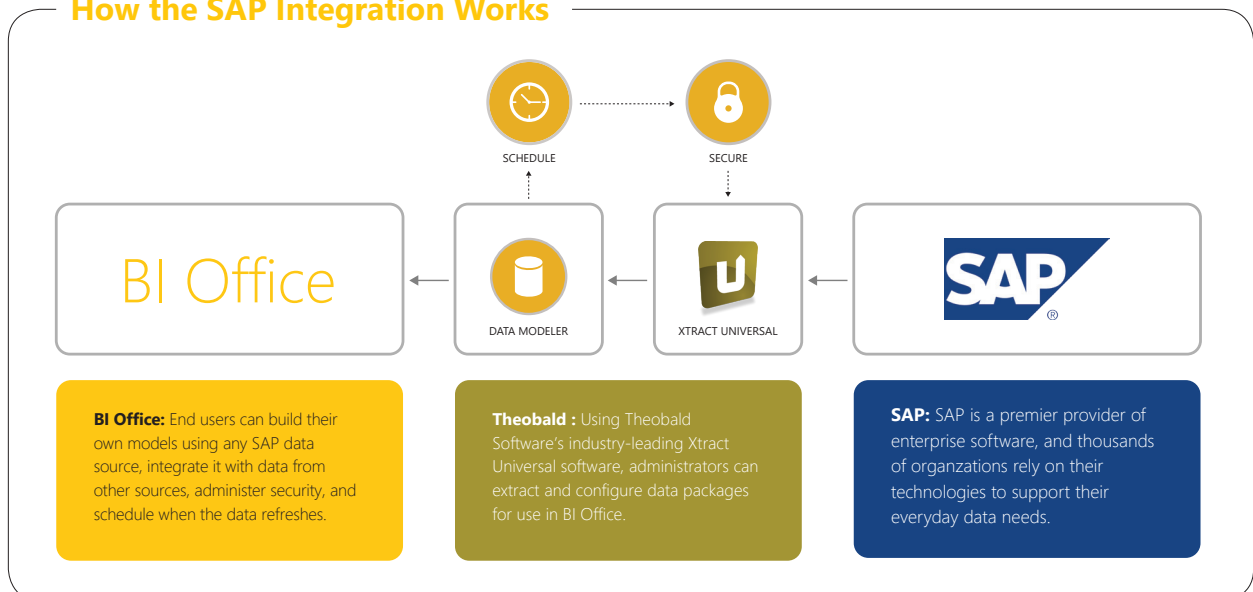 How the SAP Integration Works
SCHEDULE
SECURE
BI Office
DATA MODELER
XTRACT UNIVERSAL
SAP
®
BI Office: End users can build their
own models using any SAP data
source, integrate it with data from
other sources, administer security, and
schedule when the data refreshes.
Theobald : Using Theobald
Software's industry-leading Xtract
Universal software, administrators can
extract and configure data packages
for use in BI Office.
SAP: SAP is a premier provider of
enterprise software, and thousands
of organzations rely on their
technologies to support their
everyday data needs.